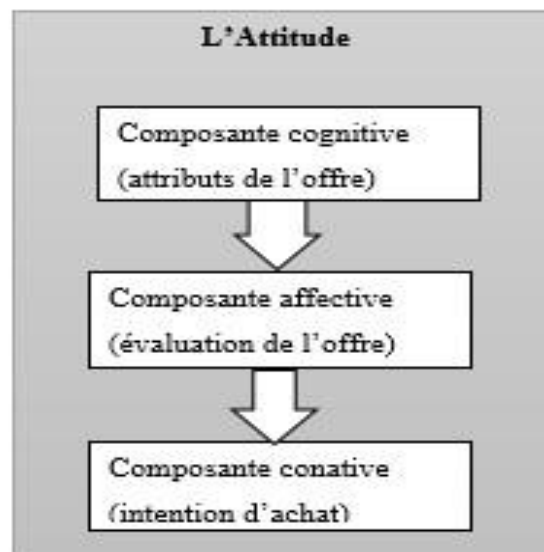 L'Attitude
Composante cognitive
(attributs de l'offre)
Composante affective
(évaluation de l'offre)
Composante conative
(intention d'achat)